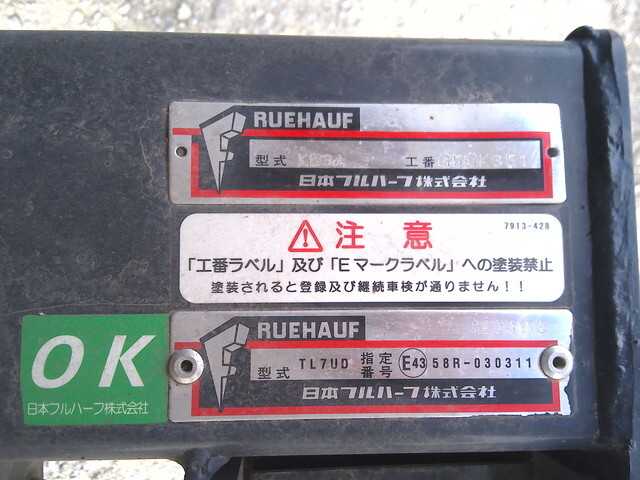 FRUEHAUF
型式 工番
日本フルハーフ株式会社
注意
7913-428
「工番ラベル」及び「Eマークラベル」への塗装禁止
塗装されると登録及び継続車検が通りません!!
FRUEHAUF
型式 TL7UD 指定番号 E43 58R-030311
日本フルハーフ株式会社
OK
日本フルハーフ株式会社